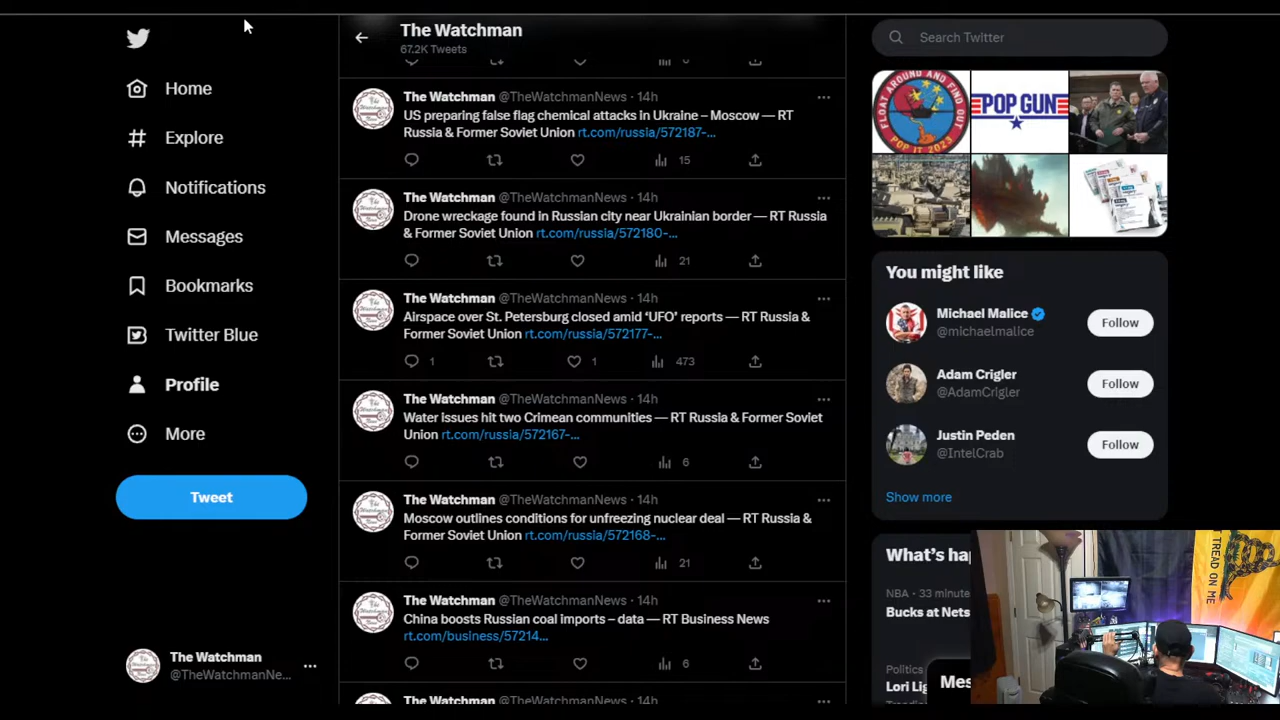 Home
Explore
Notifications
Messages
Bookmarks
Twitter Blue
Profile
More
Tweet
The Watchman
@TheWatchmanNe...
The Watchman
67.2K Tweets
The Watchman @TheWatchmanNews · 14h
US preparing false flag chemical attacks in Ukraine – Moscow — RT
Russia & Former Soviet Union rt.com/russia/572187-...
15
The Watchman @TheWatchmanNews · 14h
Drone wreckage found in Russian city near Ukrainian border — RT Russia
& Former Soviet Union rt.com/russia/572180-...
21
The Watchman @TheWatchmanNews · 14h
Airspace over St. Petersburg closed amid ‘UFO’ reports — RT Russia &
Former Soviet Union rt.com/russia/572177-...
1 1 473
The Watchman @TheWatchmanNews · 14h
Water issues hit two Crimean communities — RT Russia & Former Soviet
Union rt.com/russia/572167-...
6
The Watchman @TheWatchmanNews · 14h
Moscow outlines conditions for unfreezing nuclear deal — RT Russia &
Former Soviet Union rt.com/russia/572168-...
21
The Watchman @TheWatchmanNews · 14h
China boosts Russian coal imports – data — RT Business News
rt.com/business/57214...
6
The Watchman @TheWatchmanNews · 14h
Search Twitter
FLOAT AROUND AND FIND OUT
POP IT 2023
POP GUN
You might like
Michael Malice
@michaelmalice
Follow
Adam Crigler
@AdamCrigler
Follow
Justin Peden
@IntelCrab
Follow
Show more
What’s ha
NBA · 33 minute
Bucks at Nets
Politics
Lori Lig
Mes
T TREAD ON ME